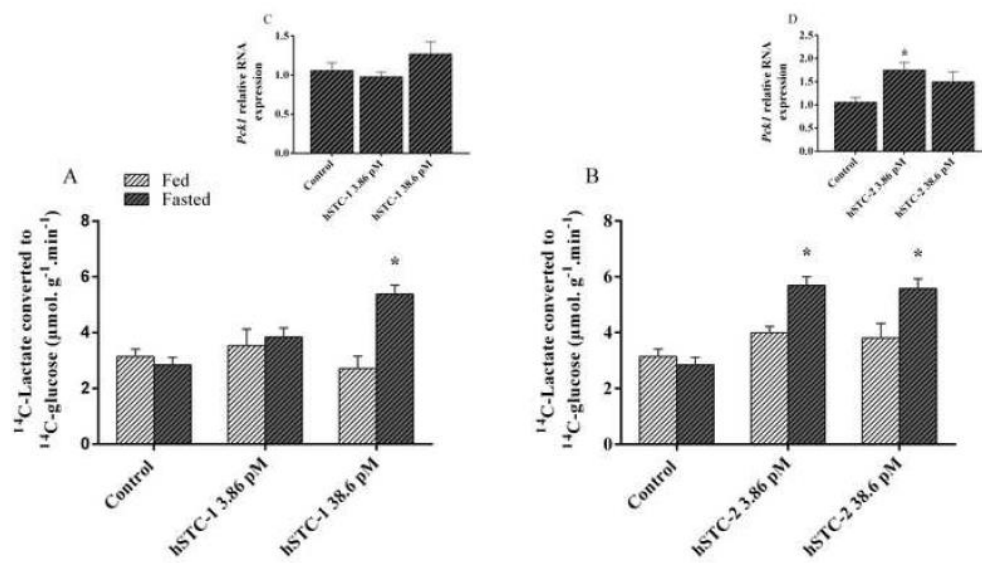 C
Pck1 relative RNA
expression
1.5
1.0
0.5
0.0
Control
hSTC-1 3.86 pM
hSTC-1 38.6 pM
D
Pck1 relative RNA
expression
2.5
2.0
1.5
1.0
0.5
0.0
*
Control
hSTC-2 3.86 pM
hSTC-2 38.6 pM
A
Fed
Fasted
¹⁴C-Lactate converted to
¹⁴C-glucose (µmol. g⁻¹.min⁻¹)
8
6
4
2
0
*
Control
hSTC-1 3.86 pM
hSTC-1 38.6 pM
B
¹⁴C-Lactate converted to
¹⁴C-glucose (µmol. g⁻¹.min⁻¹)
8
6
4
2
0
*
*
Control
hSTC-2 3.86 pM
hSTC-2 38.6 pM